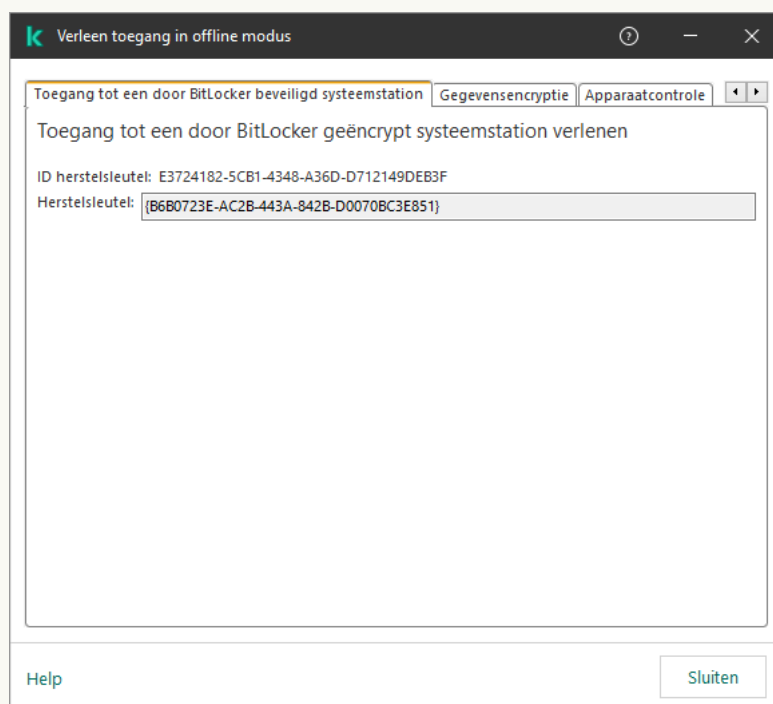 Verleen toegang in offline modus
Toegang tot een door BitLocker beveiligd systeemstation Gegevensencryptie Apparaatcontrole
Toegang tot een door BitLocker geëncrypt systeemstation verlenen
ID herstelsleutel: E3724182-5CB1-4348-A36D-D712149DEB3F
Herstelsleutel: {B6B0723E-AC2B-443A-842B-D0070BC3E851}
Help Sluiten